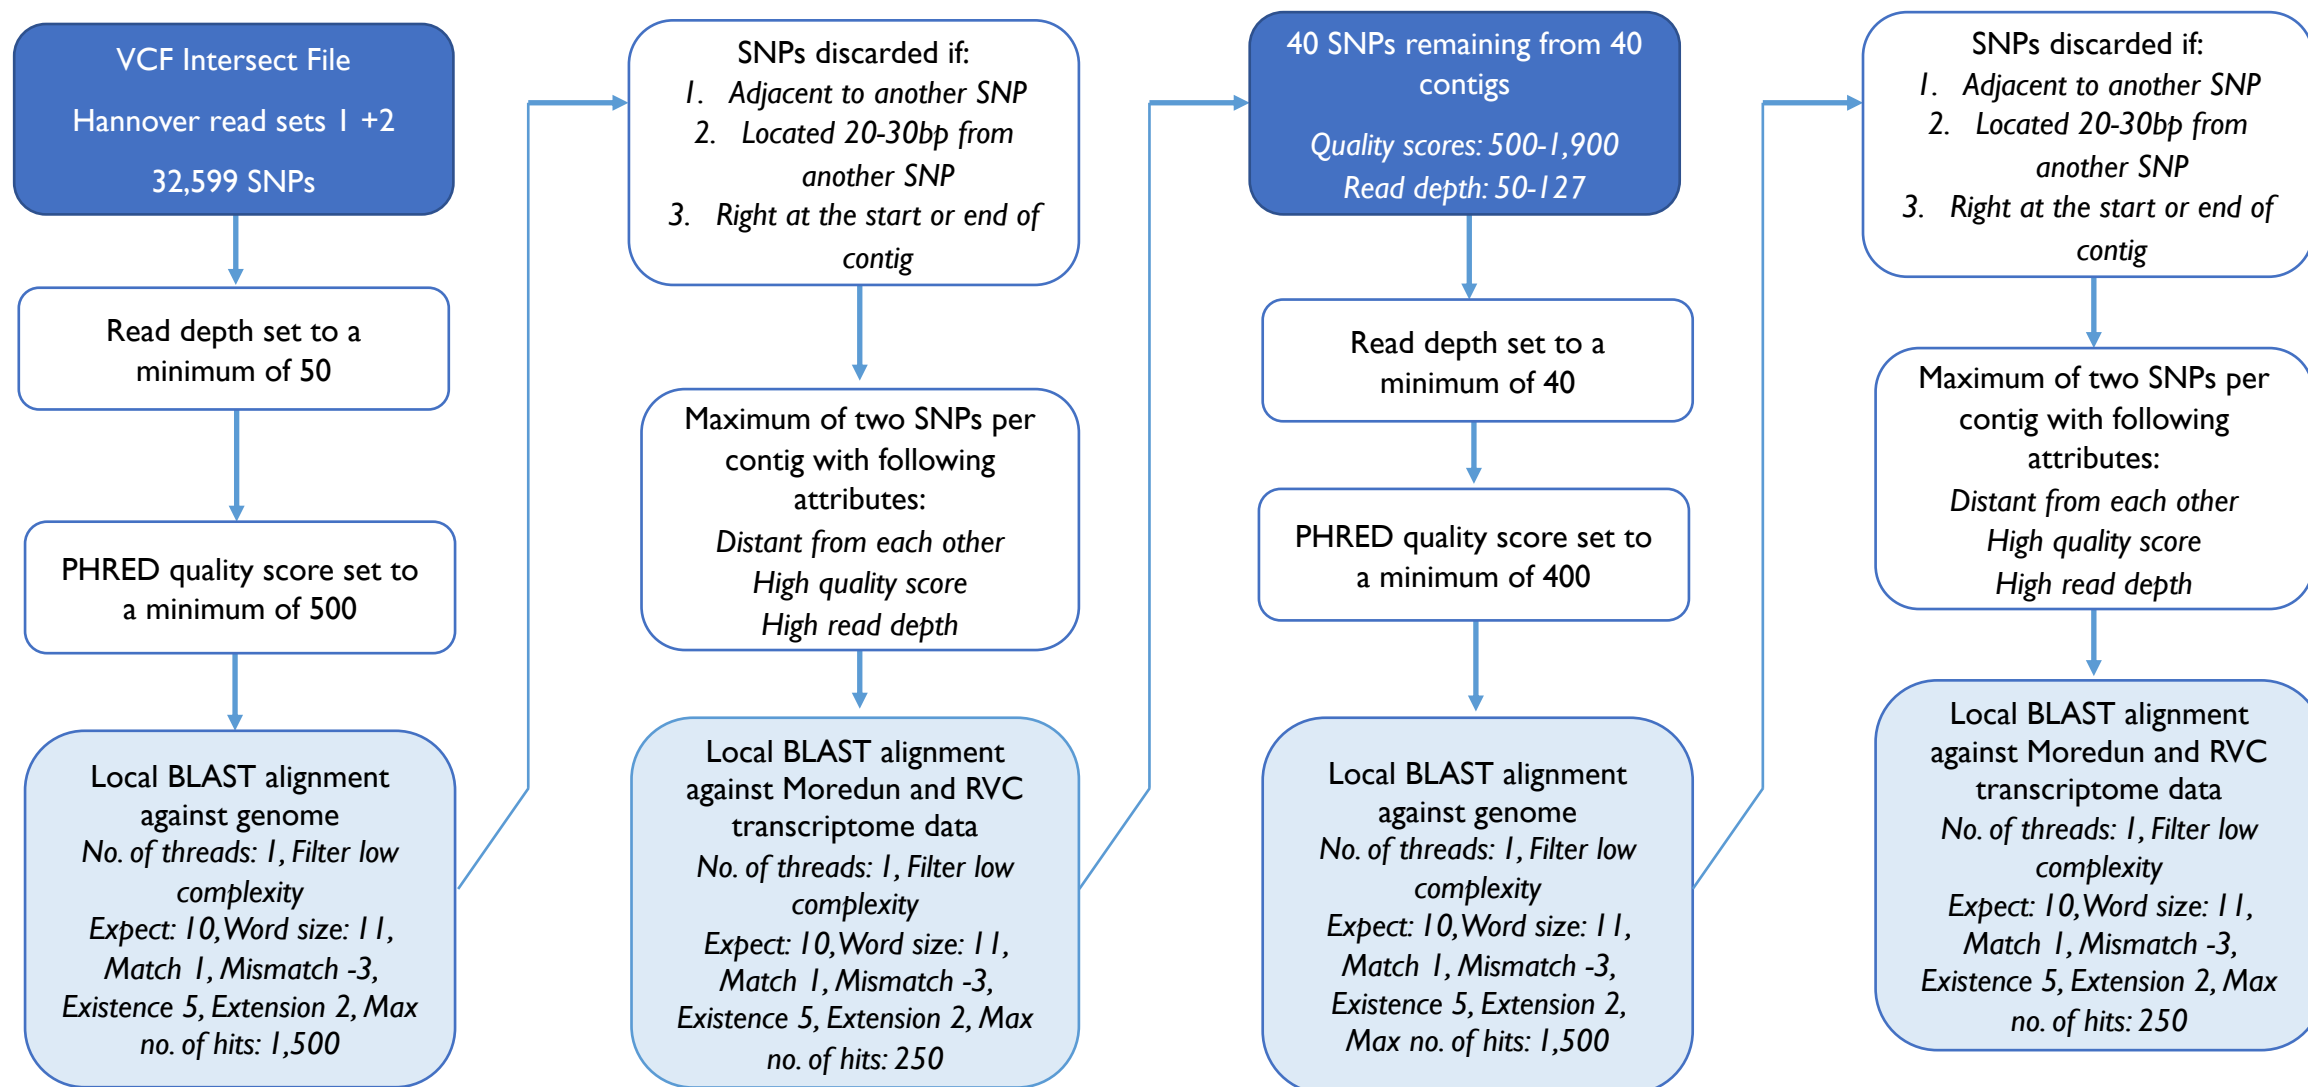 VCF Intersect File
Hannover read sets 1 +2
32,599 SNPs
Read depth set to a
minimum of 50
PHRED quality score set to
a minimum of 500
Local BLAST alignment
against genome
No. of threads: 1, Filter low
complexity
Expect: 10, Word size: 11,
Match 1, Mismatch -3,
Existence 5, Extension 2, Max
no. of hits: 1,500
SNPs discarded if:
1. Adjacent to another SNP
2. Located 20-30bp from
another SNP
3. Right at the start or end of
contig
Maximum of two SNPs per
contig with following
attributes:
Distant from each other
High quality score
High read depth
Local BLAST alignment
against Moredun and RVC
transcriptome data
No. of threads: 1, Filter low
complexity
Expect: 10, Word size: 11,
Match 1, Mismatch -3,
Existence 5, Extension 2, Max
no. of hits: 250
40 SNPs remaining from 40
contigs
Quality scores: 500-1,900
Read depth: 50-127
Read depth set to a
minimum of 40
PHRED quality score set to
a minimum of 400
Local BLAST alignment
against genome
No. of threads: 1, Filter low
complexity
Expect: 10, Word size: 11,
Match 1, Mismatch -3,
Existence 5, Extension 2,
Max no. of hits: 1,500
SNPs discarded if:
1. Adjacent to another SNP
2. Located 20-30bp from
another SNP
3. Right at the start or end of
contig
Maximum of two SNPs per
contig with following
attributes:
Distant from each other
High quality score
High read depth
Local BLAST alignment
against Moredun and RVC
transcriptome data
No. of threads: 1, Filter low
complexity
Expect: 10, Word size: 11,
Match 1, Mismatch -3,
Existence 5, Extension 2, Max
no. of hits: 250